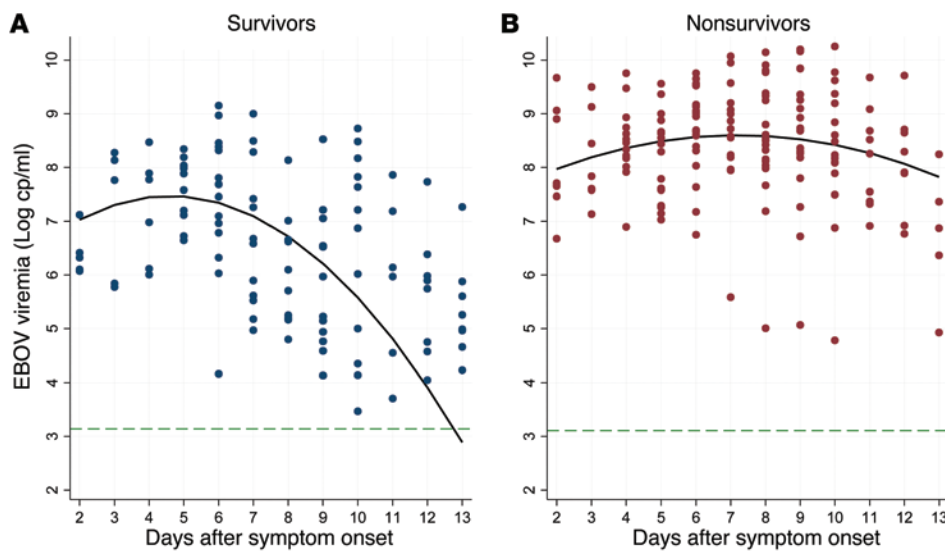 A
Survivors
EBOV viremia (Log cp/ml)
10
9
8
7
6
5
4
3
2
2 3 4 5 6 7 8 9 10 11 12 13
Days after symptom onset
B
Nonsurvivors
10
9
8
7
6
5
4
3
2
2 3 4 5 6 7 8 9 10 11 12 13
Days after symptom onset